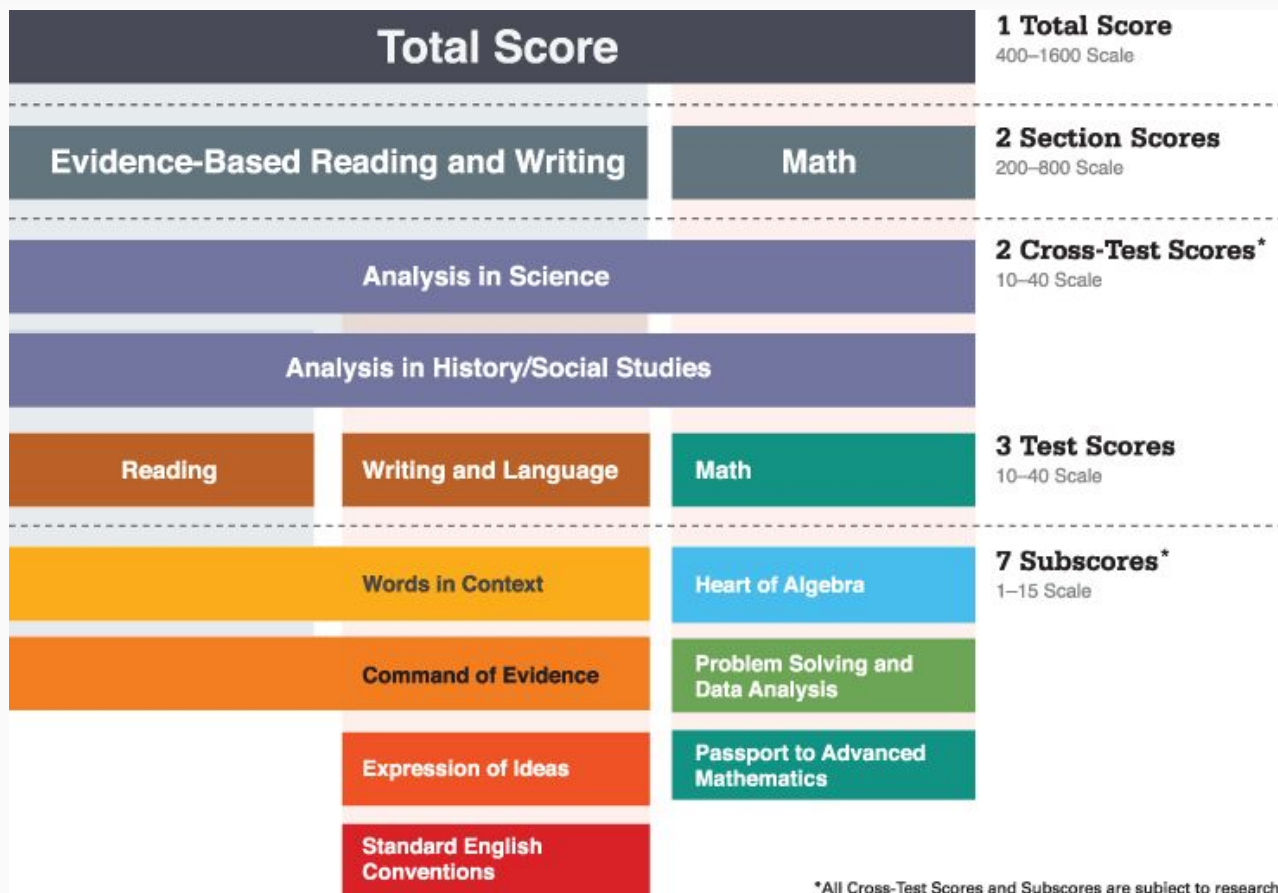 Total Score
1 Total Score
400–1600 Scale
Evidence-Based Reading and Writing
Math
2 Section Scores
200–800 Scale
Analysis in Science
2 Cross-Test Scores*
10–40 Scale
Analysis in History/Social Studies
Reading
Writing and Language
Math
3 Test Scores
10–40 Scale
Words in Context
Heart of Algebra
7 Subscores*
1–15 Scale
Command of Evidence
Problem Solving and
Data Analysis
Expression of Ideas
Passport to Advanced
Mathematics
Standard English
Conventions
*All Cross-Test Scores and Subscores are subject to research